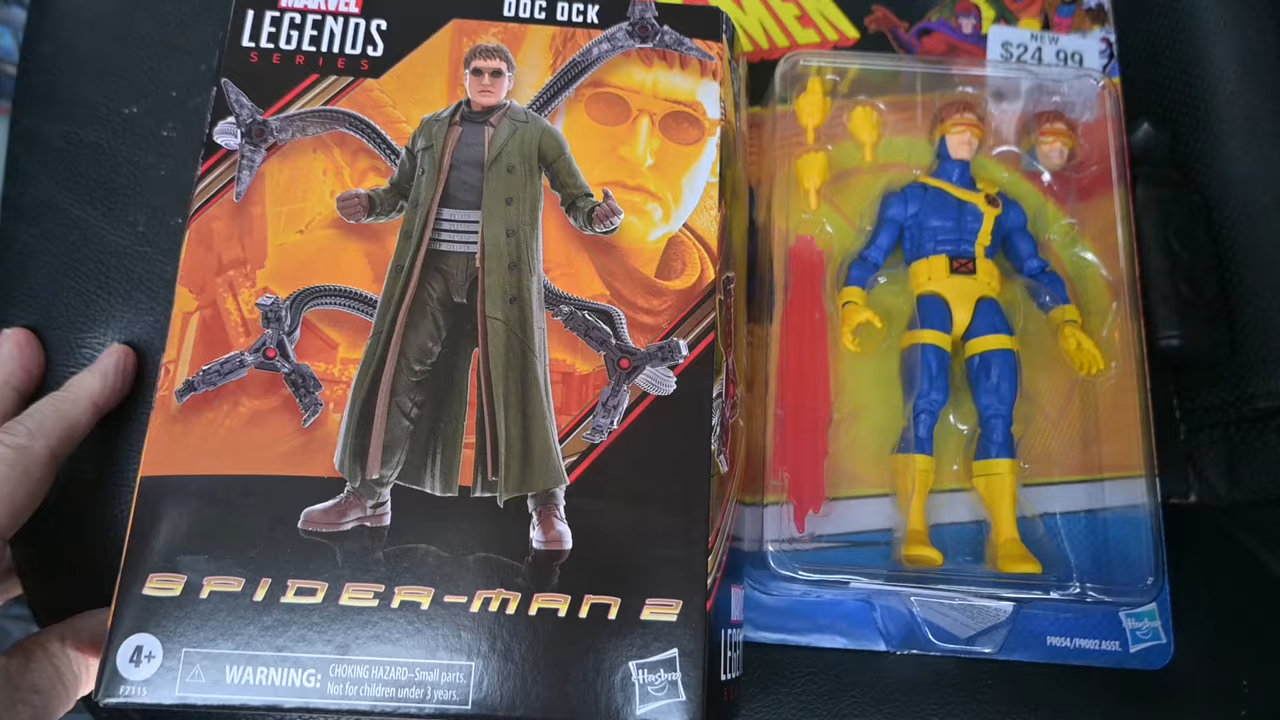 MARVEL
LEGENDS
SERIES
DOC OCK
SPIDER-MAN 2
4+
F7115
WARNING:
CHOKING HAZARD–Small parts.
Not for children under 3 years.
Hasbro
MEN
NEW
$24.99
F9054/F9002 ASST.
Hasbro